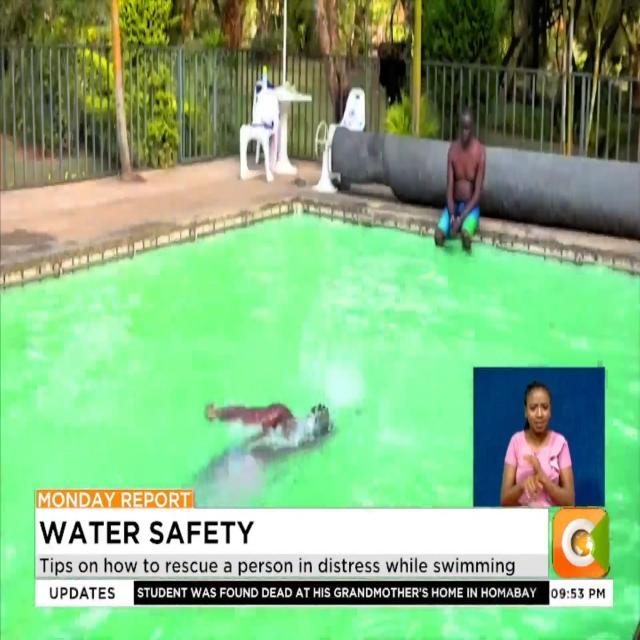 MONDAY REPORT
WATER SAFETY
Tips on how to rescue a person in distress while swimming
UPDATES STUDENT WAS FOUND DEAD AT HIS GRANDMOTHER'S HOME IN HOMABAY 09:53 PM